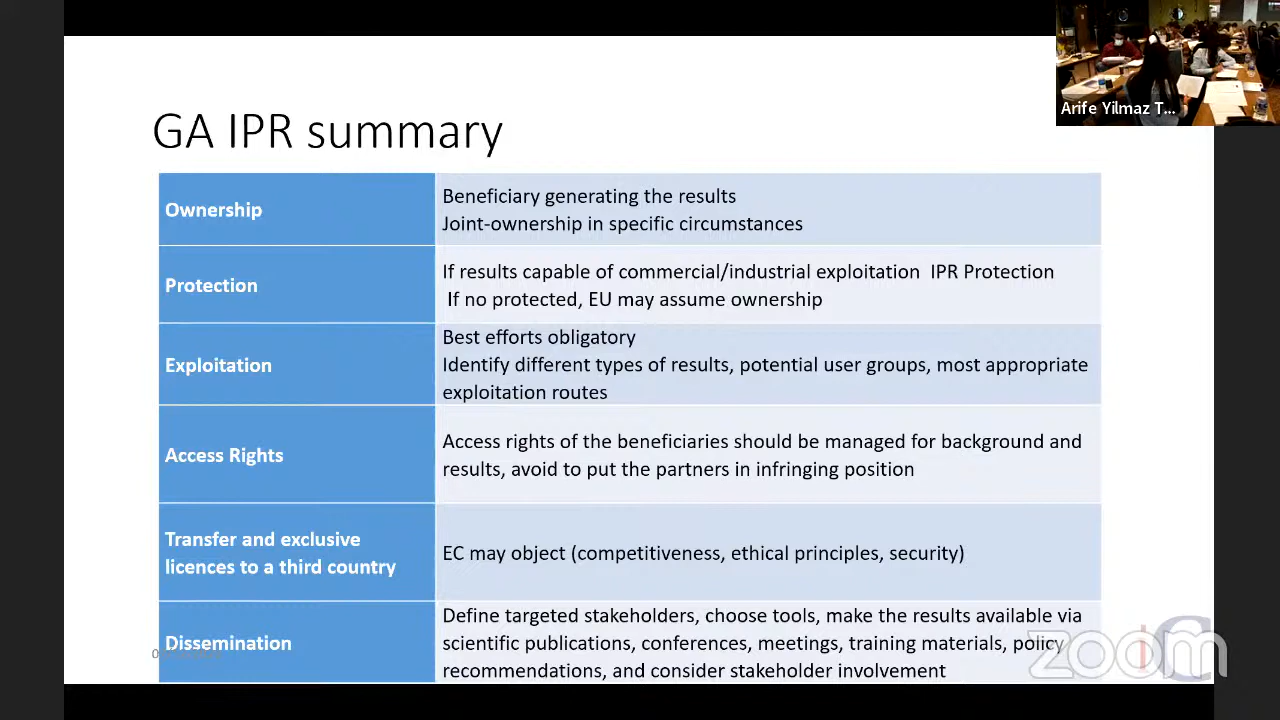 Arife Yilmaz T...
GA IPR summary
Ownership
Beneficiary generating the results
Joint-ownership in specific circumstances
Protection
If results capable of commercial/industrial exploitation IPR Protection
If no protected, EU may assume ownership
Exploitation
Best efforts obligatory
Identify different types of results, potential user groups, most appropriate
exploitation routes
Access Rights
Access rights of the beneficiaries should be managed for background and
results, avoid to put the partners in infringing position
Transfer and exclusive
licences to a third country
EC may object (competitiveness, ethical principles, security)
Dissemination
Define targeted stakeholders, choose tools, make the results available via
scientific publications, conferences, meetings, training materials, policy
recommendations, and consider stakeholder involvement
zoom